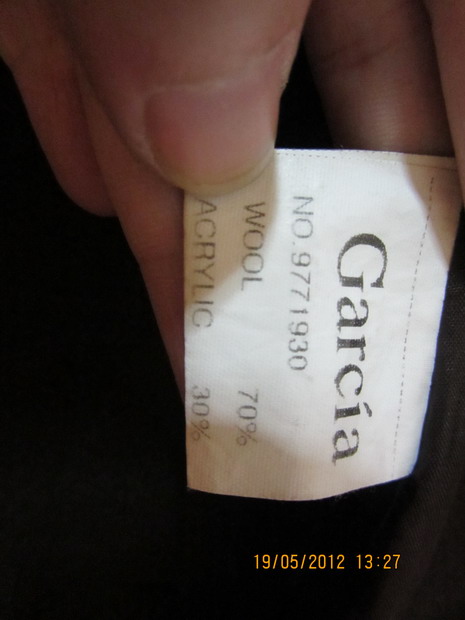 García
NO.9771930
WOOL 70%
ACRYLIC 30%
19/05/2012 13:27